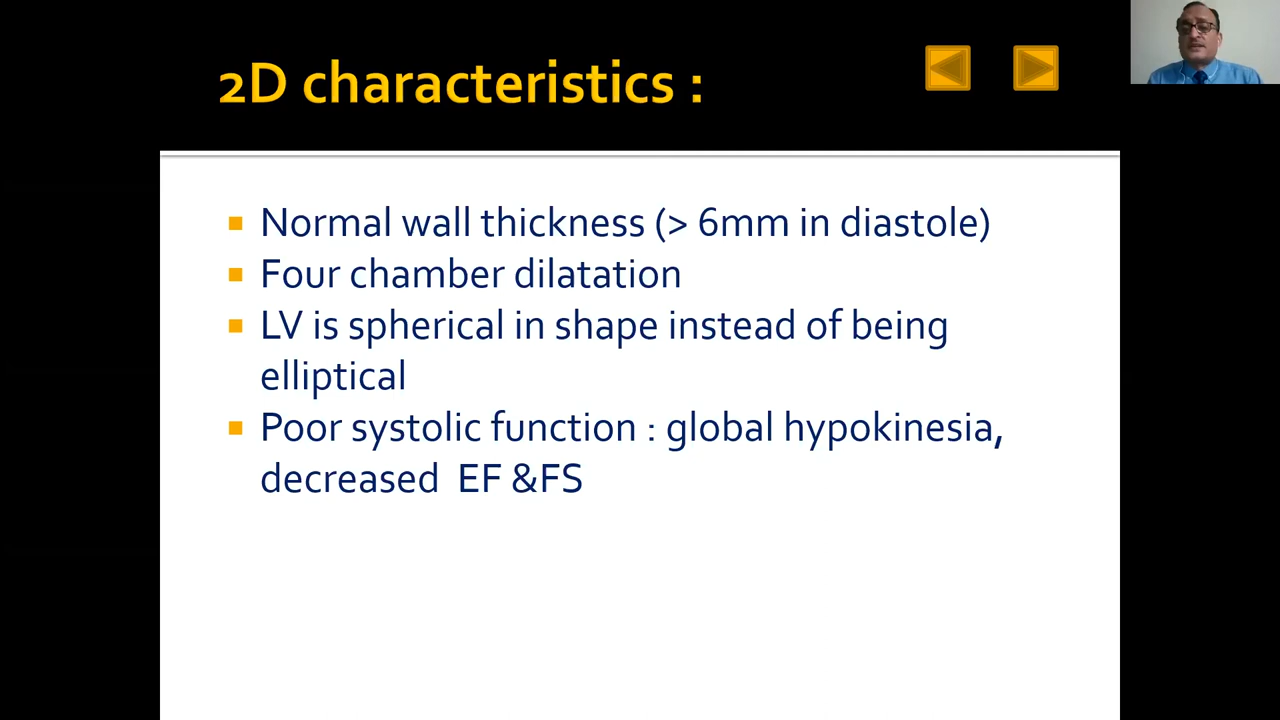 2D characteristics :
Normal wall thickness (> 6mm in diastole)
Four chamber dilatation
LV is spherical in shape instead of being
elliptical
Poor systolic function : global hypokinesia,
decreased  EF &FS